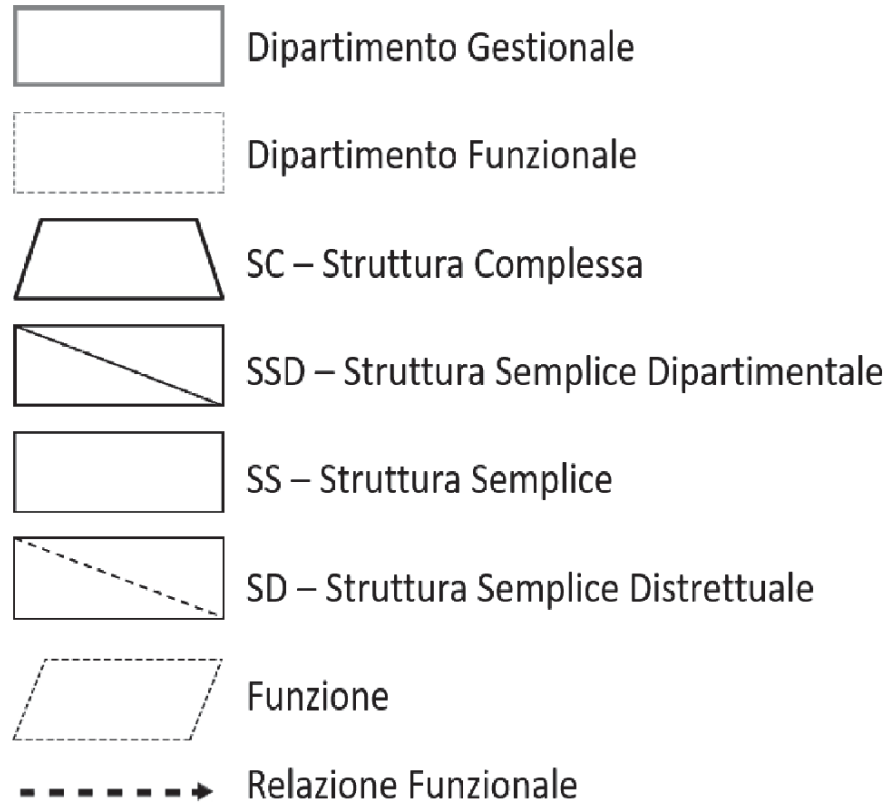 Dipartimento Gestionale
Dipartimento Funzionale
SC – Struttura Complessa
SSD – Struttura Semplice Dipartimentale
SS – Struttura Semplice
SD – Struttura Semplice Distrettuale
Funzione
Relazione Funzionale